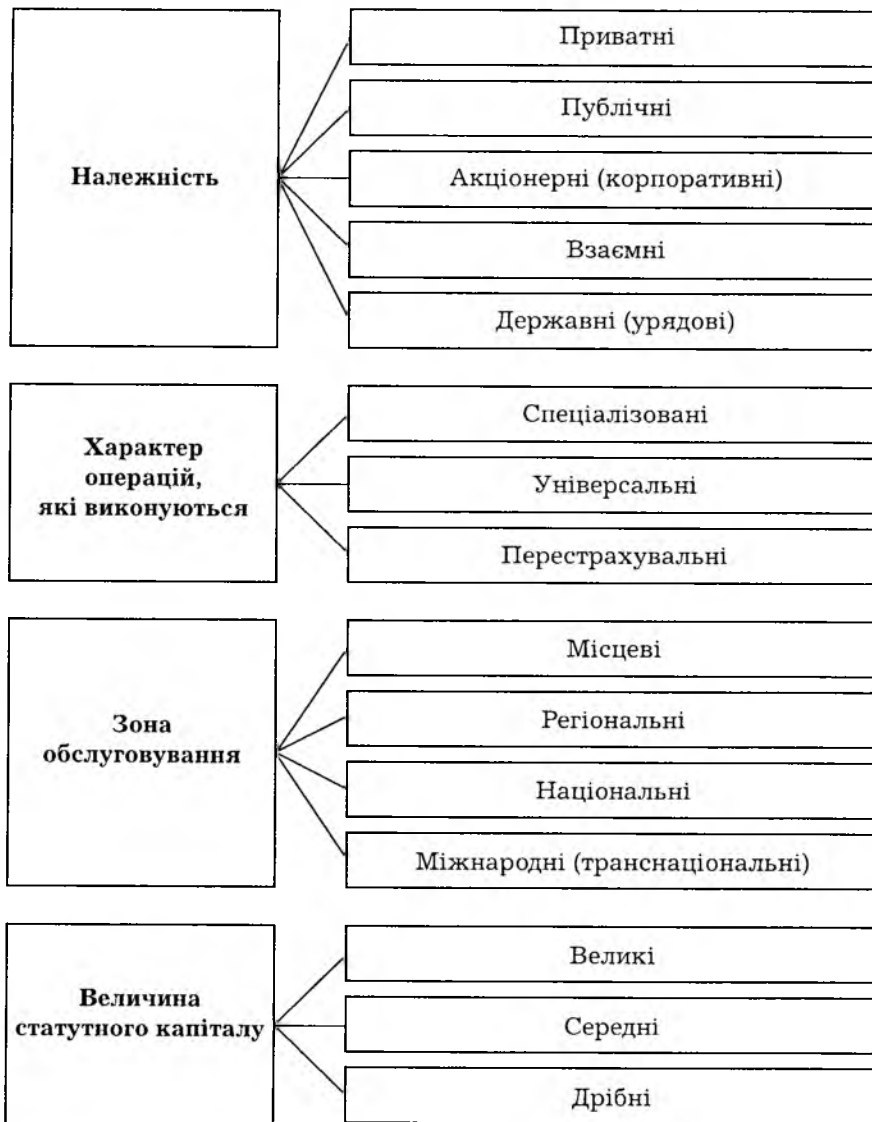 Належність
Приватні
Публічні
Акціонерні (корпоративні)
Взаємні
Державні (урядові)
Характер
операцій,
які виконуються
Спеціалізовані
Універсальні
Перестрахувальні
Зона
обслуговування
Місцеві
Регіональні
Національні
Міжнародні (транснаціональні)
Величина
статутного капіталу
Великі
Середні
Дрібні